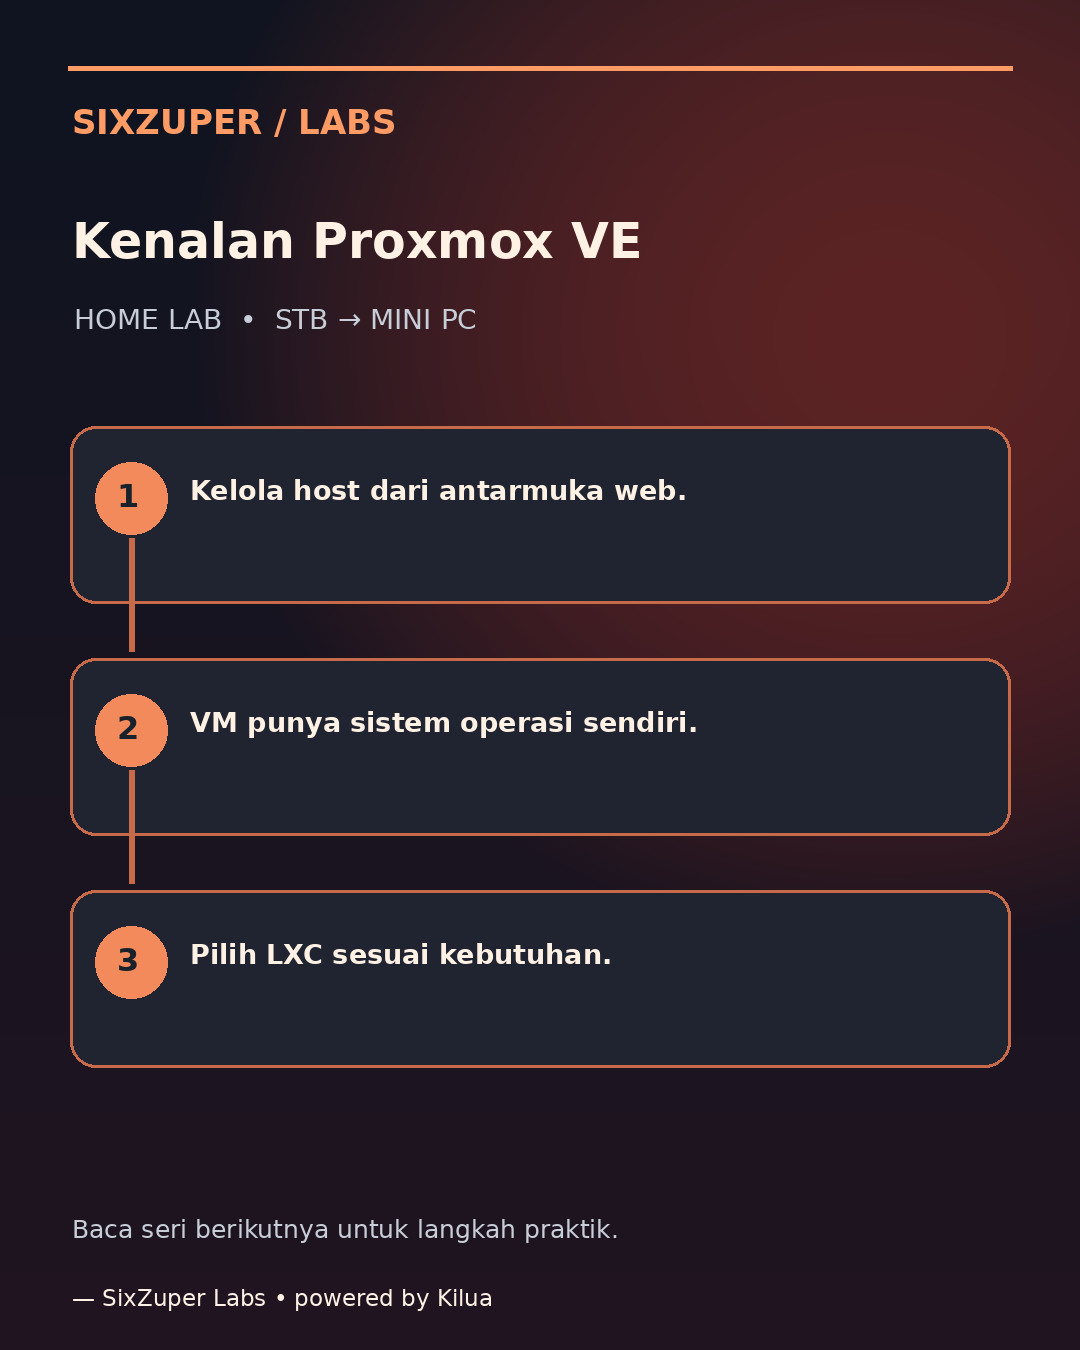 SIXZUPER / LABS
Kenalan Proxmox VE
HOME LAB • STB → MINI PC
1
Kelola host dari antarmuka web.
2
VM punya sistem operasi sendiri.
3
Pilih LXC sesuai kebutuhan.
Baca seri berikutnya untuk langkah praktik.
— SixZuper Labs • powered by Kilua